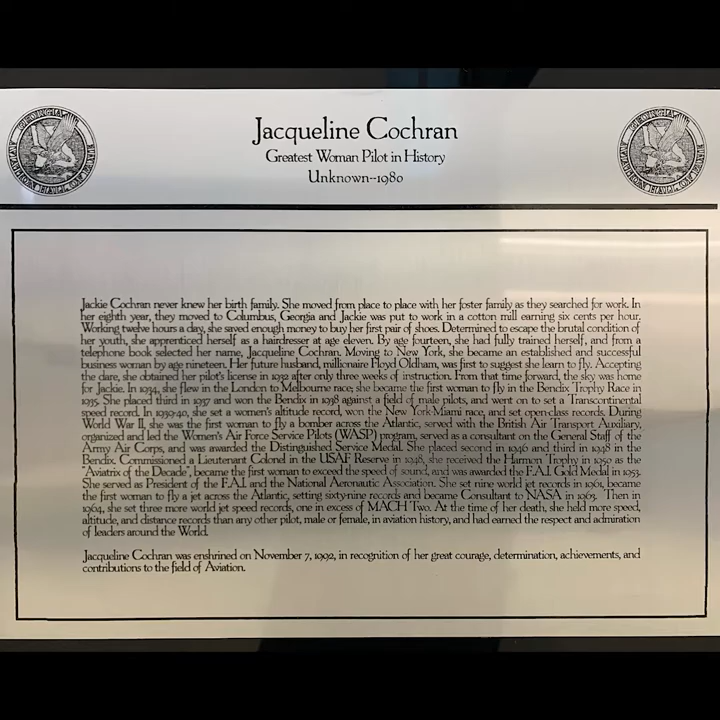 Jacqueline Cochran
Greatest Woman Pilot in History
Unknown--1980
Jackie Cochran never knew her birth family. She moved from place to place with her foster family as they searched for work. In
her eighth year, they moved to Columbus, Georgia and Jackie was put to work in a cotton mill earning six cents per hour.
Working twelve hours a day, she saved enough money to buy her first pair of shoes. Determined to escape the brutal condition of
her youth, she apprenticed herself as a hairdresser at age eleven. By age fourteen, she had fully trained herself, and from a
telephone book selected her name, Jacqueline Cochran. Moving to New York, she became an established and successful
business woman by age nineteen. Her future husband, millionaire Floyd Oldham, was first to suggest she learn to fly. Accepting
the dare, she obtained her pilot's license in 1932 after only three weeks of instruction. From that time forward, the sky was home
for Jackie. In 1934, she flew in the London to Melbourne race; she became the first woman to fly in the Bendix Trophy Race in
1935. She placed third in 1937 and won the Bendix in 1938 against a field of male pilots, and went on to set a Transcontinental
speed record. In 1939-40, she set a women's altitude record, won the New York-Miami race, and set open-class records. During
World War II, she was the first woman to fly a bomber across the Atlantic, served with the British Air Transport Auxiliary,
organized and led the Women's Air Force Service Pilots (WASP) program, served as a consultant on the General Staff of the
Army Air Corps, and was awarded the Distinguished Service Medal. She placed second in 1946 and third in 1948 in the
Bendix. Commissioned a Lieutenant Colonel in the USAF Reserve in 1948, she received the Harmon Trophy in 1950 as the
"Aviatrix of the Decade", became the first woman to exceed the speed of sound, and was awarded the F.A.I. Gold Medal in 1953.
She served as President of the F.A.I. and the National Aeronautic Association. She set nine world jet records in 1961, became
the first woman to fly a jet across the Atlantic, setting sixty-nine records and became Consultant to NASA in 1963. Then in
1964, she set three more world jet speed records, one in excess of MACH Two. At the time of her death, she held more speed,
altitude, and distance records than any other pilot, male or female, in aviation history, and had earned the respect and admiration
of leaders around the World.
Jacqueline Cochran was enshrined on November 7, 1992, in recognition of her great courage, determination, achievements, and
contributions to the field of Aviation.